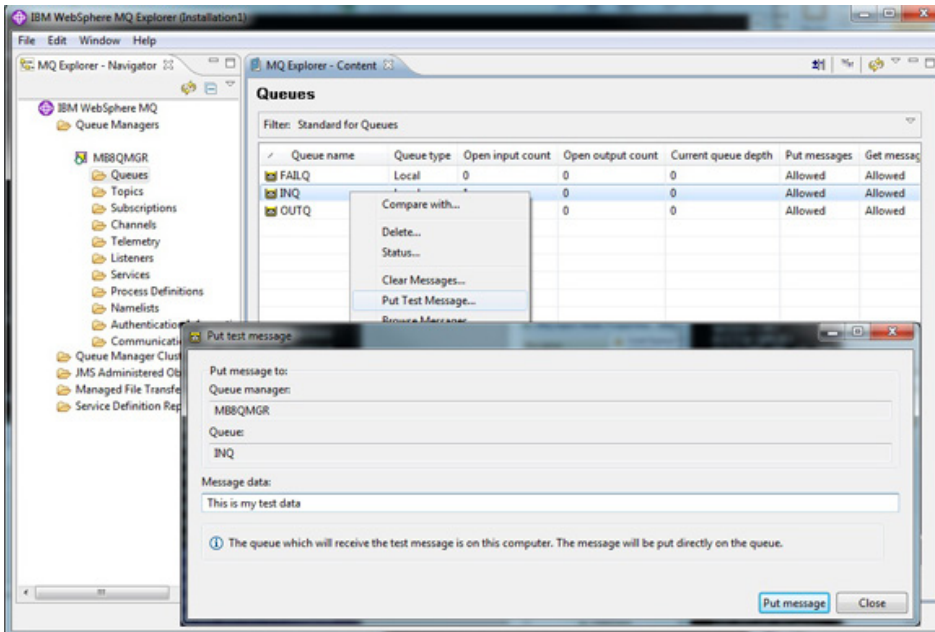 IBM WebSphere MQ Explorer (Installation1)
File Edit Window Help
MQ Explorer - Navigator
MQ Explorer - Content
IBM WebSphere MQ
Queue Managers
MB8QMGR
Queues
Topics
Subscriptions
Channels
Telemetry
Listeners
Services
Process Definitions
Namelists
Authentication
Communicati
Queue Manager Clust
JMS Administered Ob
Managed File Transfe
Service Definition Rep
Queues
Filter: Standard for Queues
Queue name Queue type Open input count Open output count Current queue depth Put messages Get messag
FAILQ Local 0 0 0 Allowed Allowed
INQ 0 0 Allowed Allowed
OUTQ 0 0 Allowed Allowed
Compare with...
Delete...
Status...
Clear Messages...
Put Test Message...
Browse Messages
Put test message
Put message to:
Queue manager:
MB8QMGR
Queue:
INQ
Message data:
This is my test data
The queue which will receive the test message is on this computer. The message will be put directly on the queue.
Put message Close